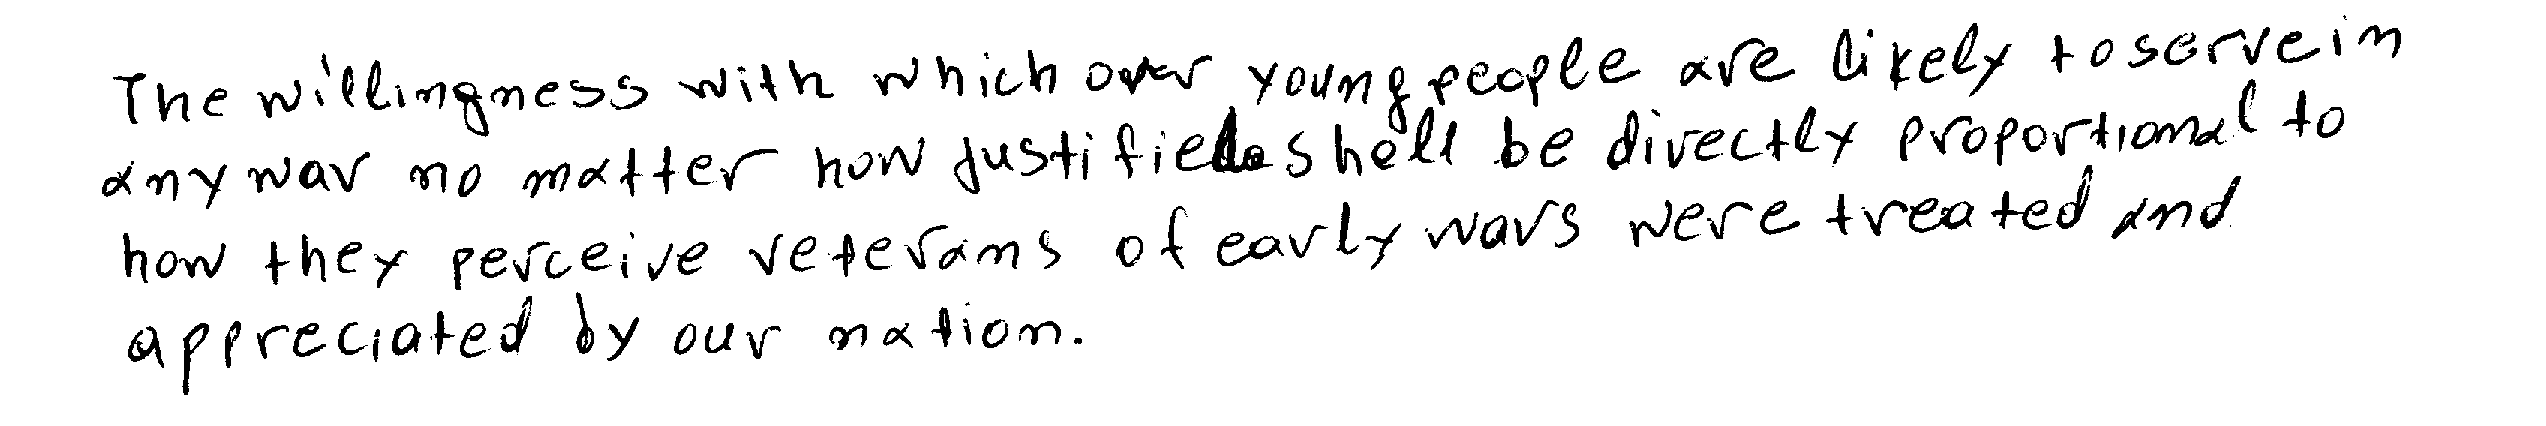 The willingness with which our young people are likely to serve in
any war no matter how justified shall be directly proportional to
how they perceive veterans of early wars were treated and
appreciated by our nation.